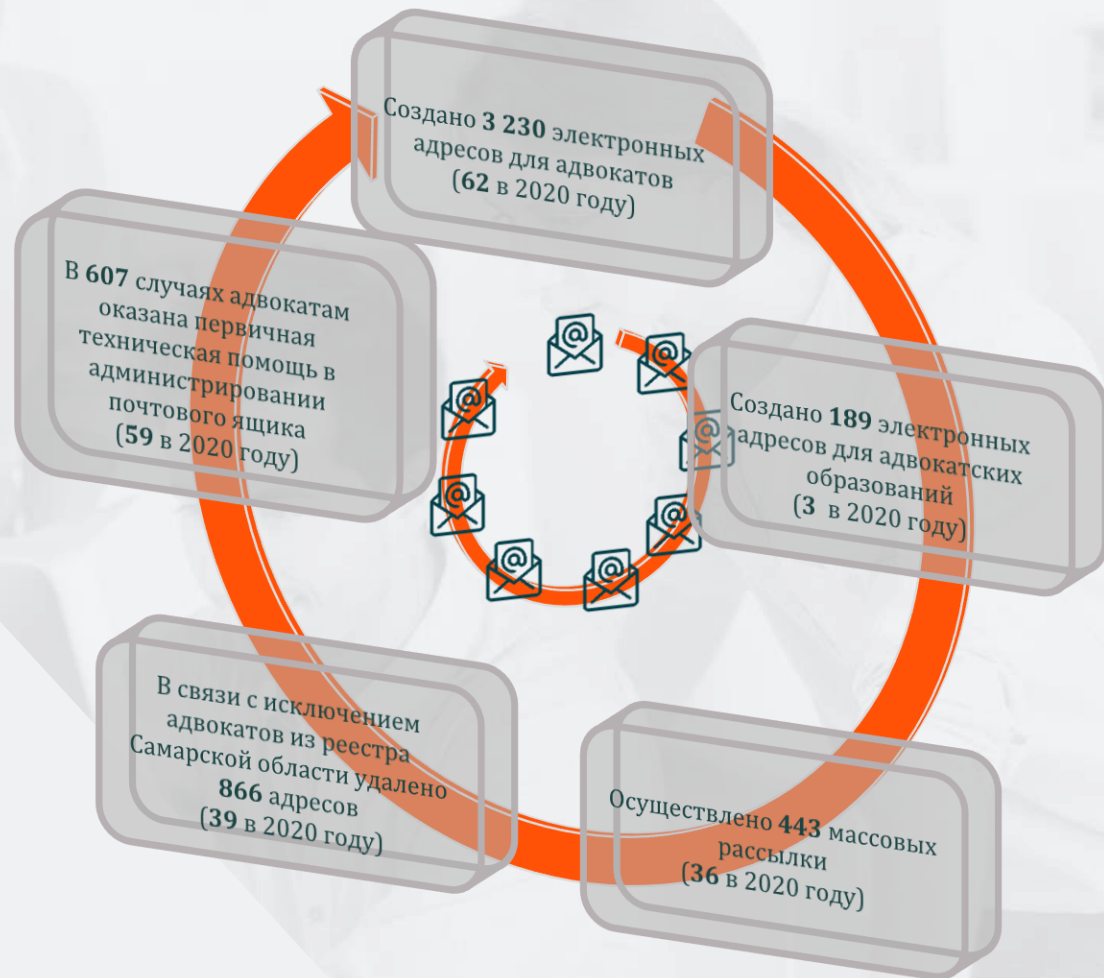 Создано 3 230 электронных
адресов для адвокатов
(62 в 2020 году)
Создано 189 электронных
адресов для адвокатских
образований
(3 в 2020 году)
Осуществлено 443 массовых
рассылки
(36 в 2020 году)
В связи с исключением
адвокатов из реестра
Самарской области удалено
866 адресов
(39 в 2020 году)
В 607 случаях адвокатам
оказана первичная
техническая помощь в
администрировании
почтового ящика
(59 в 2020 году)